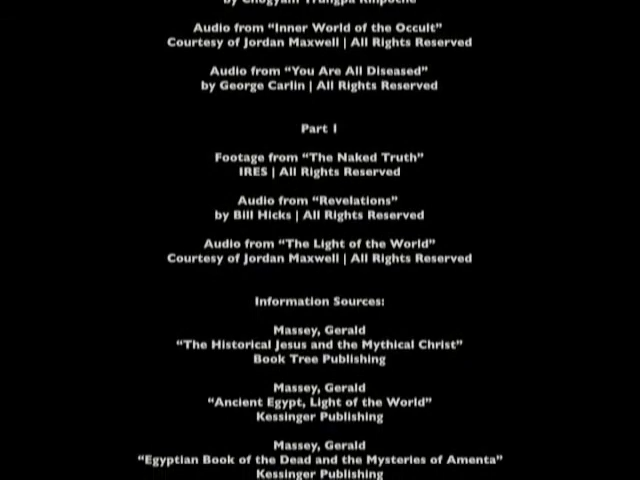 by Chögyam Trungpa Rinpoche
Audio from “Inner World of the Occult”
Courtesy of Jordan Maxwell | All Rights Reserved
Audio from “You Are All Diseased”
by George Carlin | All Rights Reserved
Part 1
Footage from “The Naked Truth”
IRES | All Rights Reserved
Audio from “Revelations”
by Bill Hicks | All Rights Reserved
Audio from “The Light of the World”
Courtesy of Jordan Maxwell | All Rights Reserved
Information Sources:
Massey, Gerald
“The Historical Jesus and the Mythical Christ”
Book Tree Publishing
Massey, Gerald
“Ancient Egypt, Light of the World”
Kessinger Publishing
Massey, Gerald
“Egyptian Book of the Dead and the Mysteries of Amenta”
Kessinger Publishing